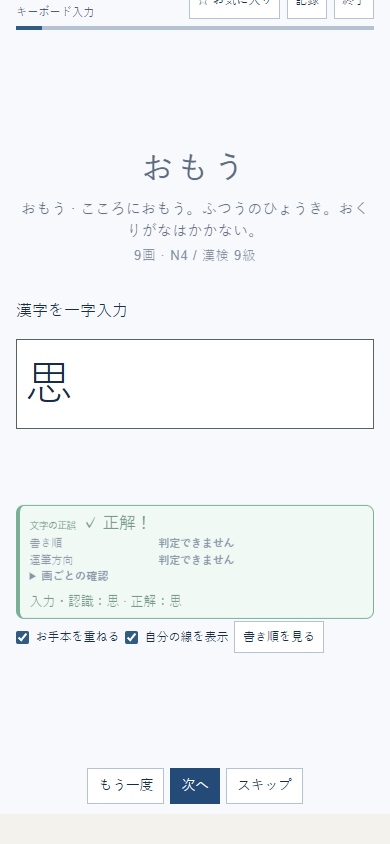 キーボード入力
☆ お気に入り 記録 終了
おもう
おもう · こころにおもう。ふつうのひょうき。おく
りがなはかかない。
9画 · N4 / 漢検 9級
漢字を一字入力
思
文字の正誤 ✓ 正解！
書き順 判定できません
運筆方向 判定できません
▶ 画ごとの確認
入力・認識：思 · 正解：思
お手本を重ねる 自分の線を表示 書き順を見る
もう一度 次へ スキップ